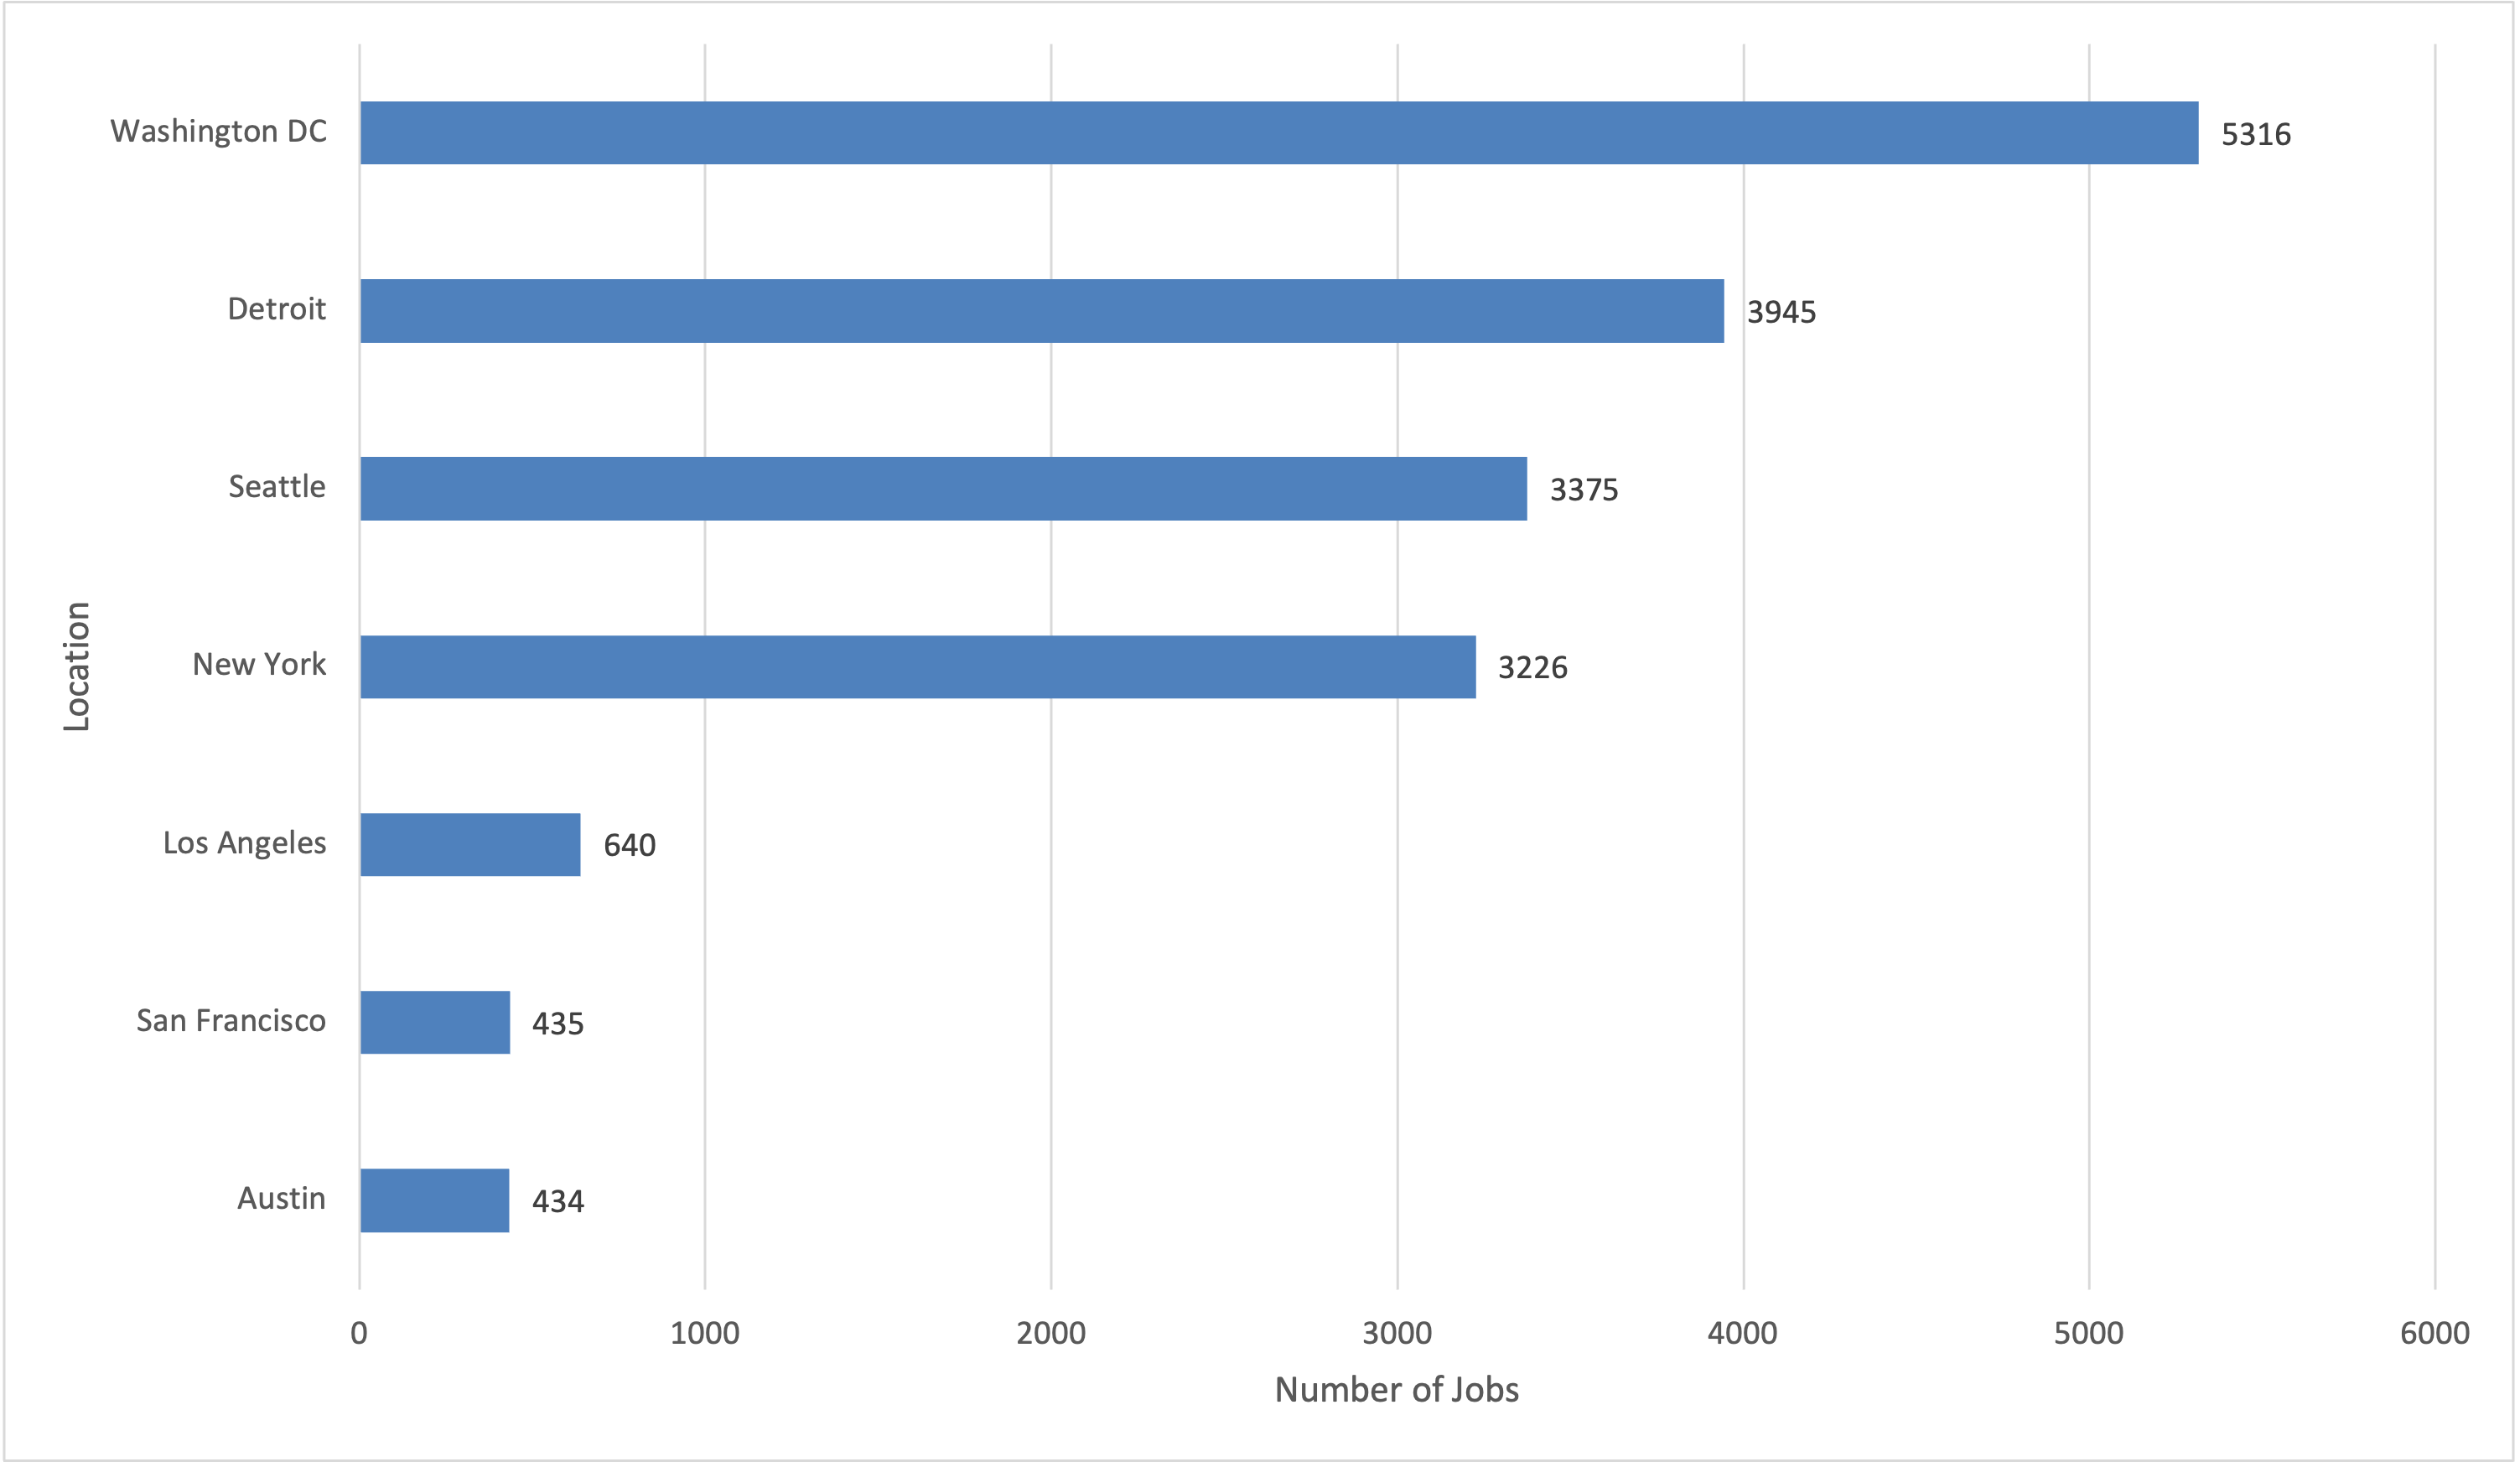 Washington DC
5316
Detroit
3945
Seattle
3375
New York
3226
Los Angeles
640
San Francisco
435
Austin
434
Location
0 1000 2000 3000 4000 5000 6000
Number of Jobs